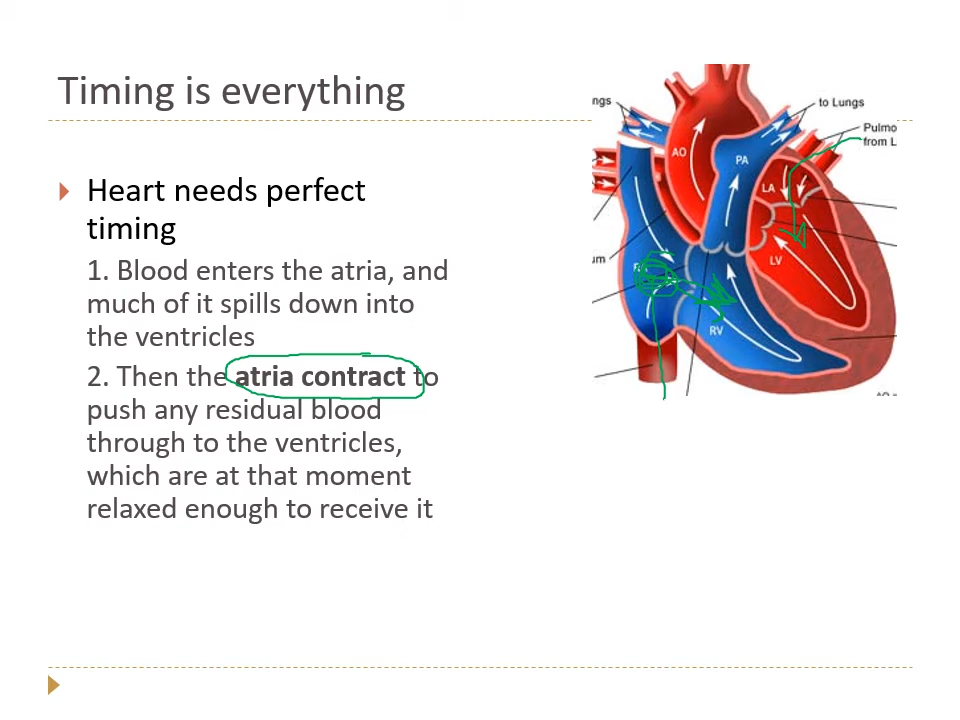 Timing is everything
Heart needs perfect
timing
1. Blood enters the atria, and
much of it spills down into
the ventricles
2. Then the atria contract to
push any residual blood
through to the ventricles,
which are at that moment
relaxed enough to receive it
ngs
to Lungs
Pulmo
from L
AO
PA
LA
um
LV
RV